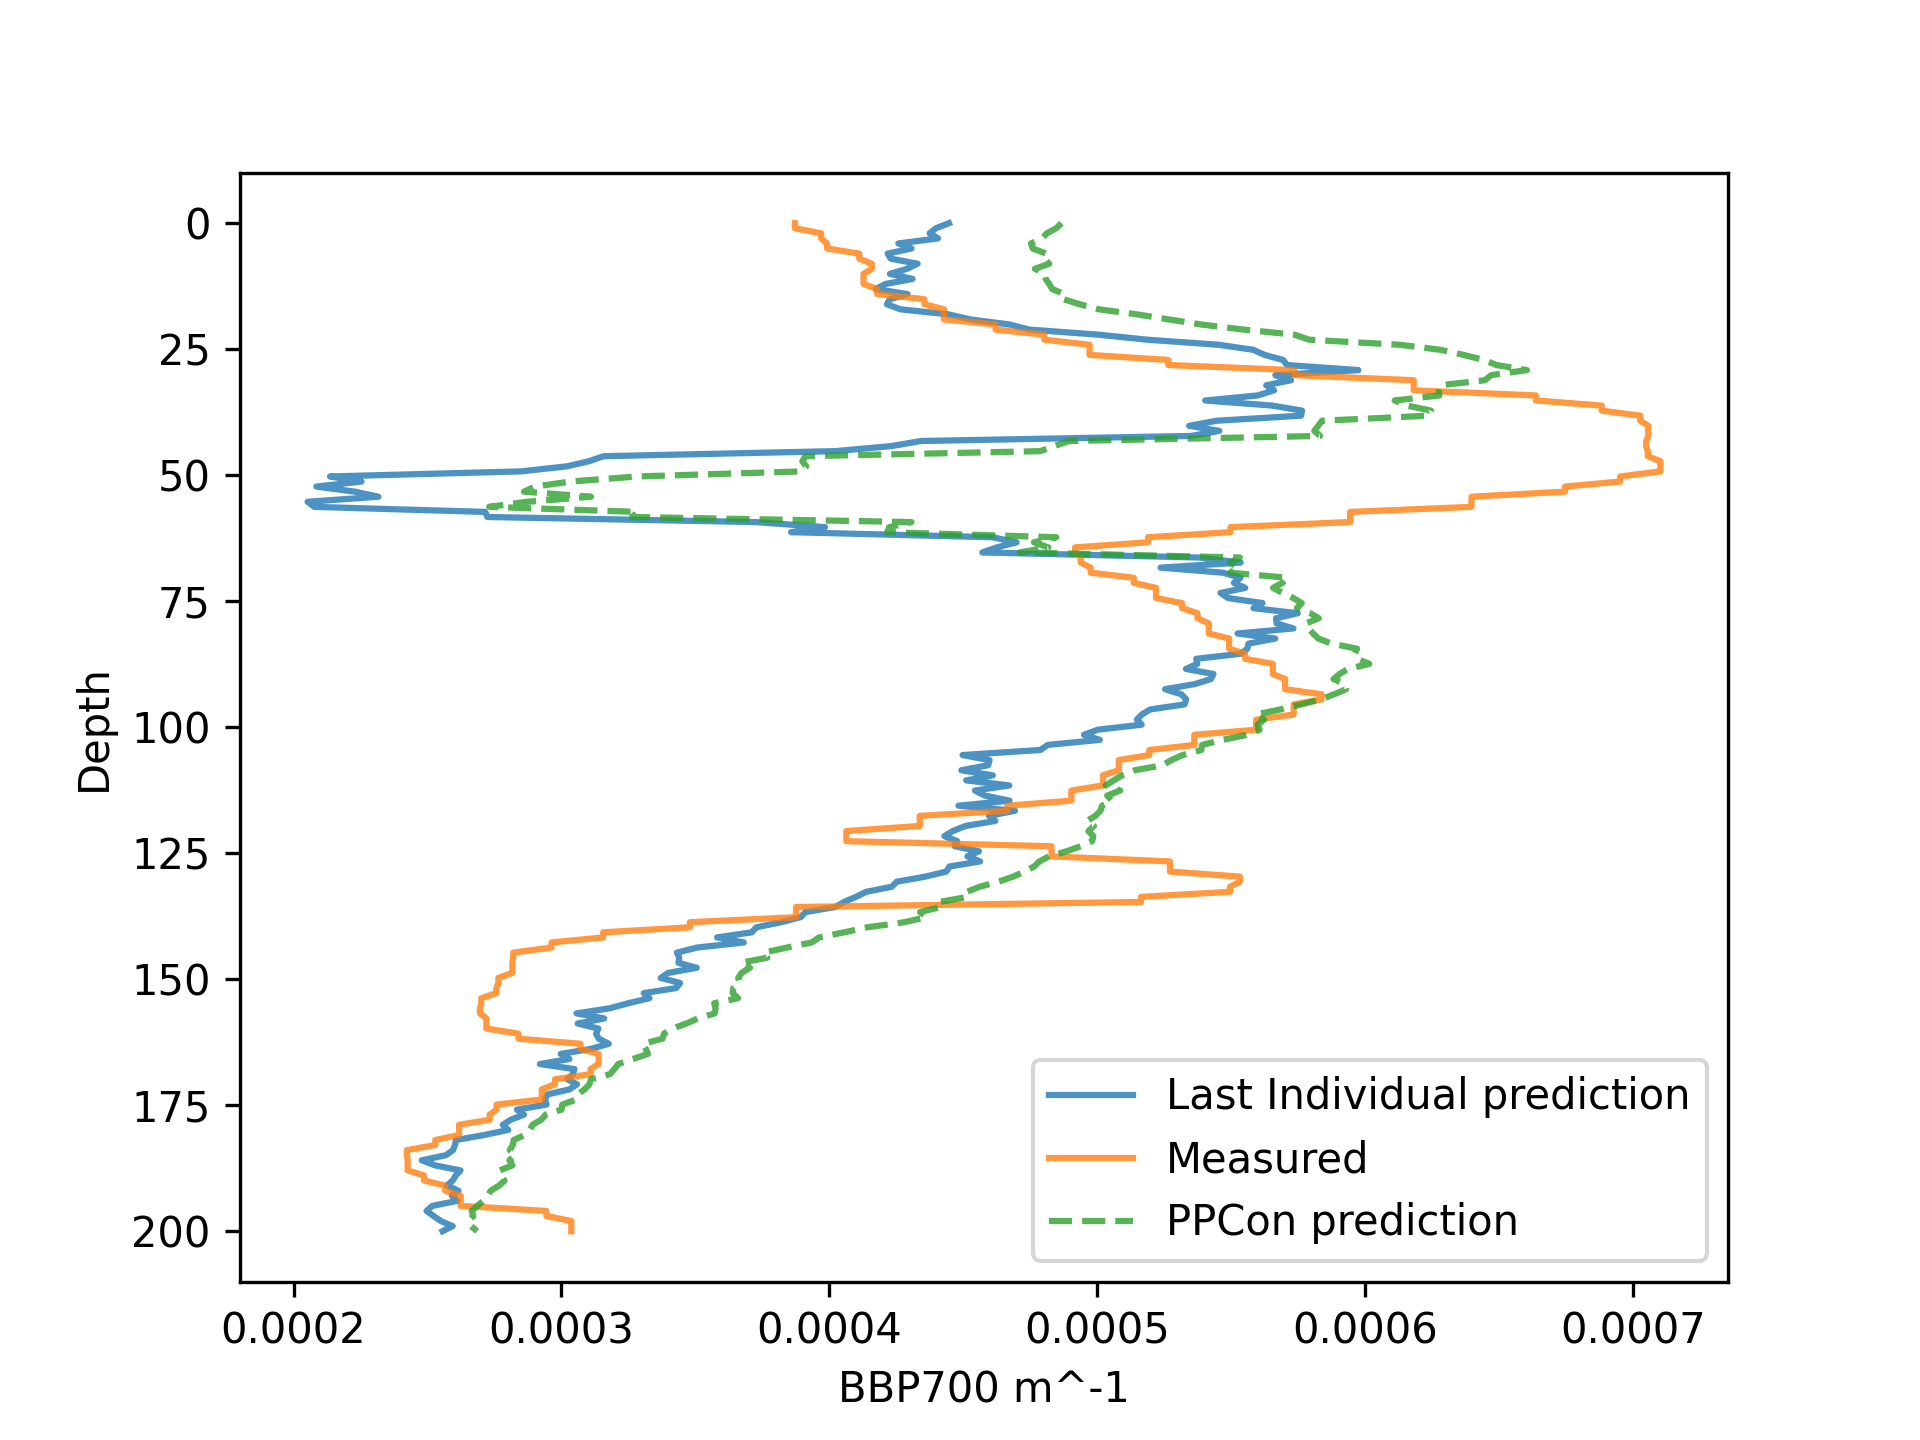 0
25
50
75
100
125
150
175
200
Depth
0.0002 0.0003 0.0004 0.0005 0.0006 0.0007
BBP700 m^-1
Last Individual prediction
Measured
PPCon prediction